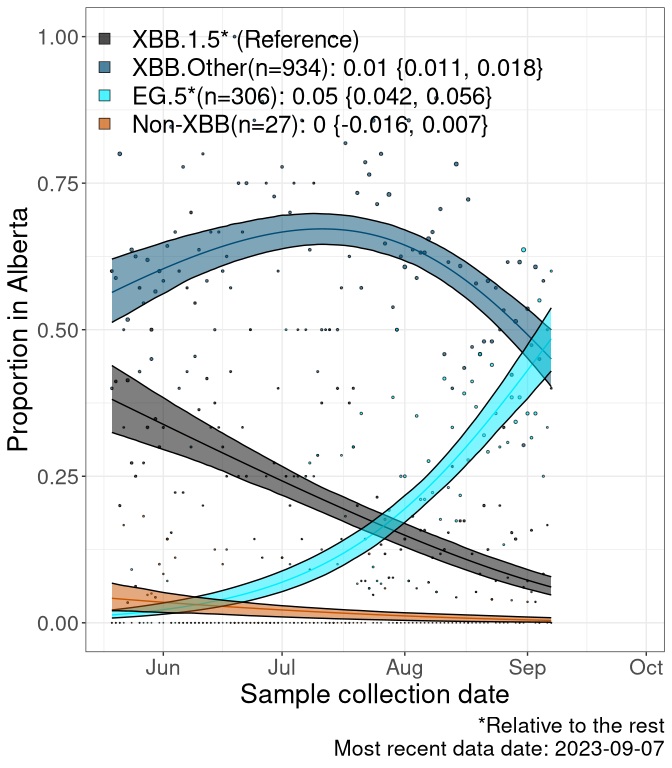 1.00
0.75
0.50
0.25
0.00
Proportion in Alberta
XBB.1.5* (Reference)
XBB.Other(n=934): 0.01 {0.011, 0.018}
EG.5*(n=306): 0.05 {0.042, 0.056}
Non-XBB(n=27): 0 {-0.016, 0.007}
Jun Jul Aug Sep Oct
Sample collection date
*Relative to the rest
Most recent data date: 2023-09-07